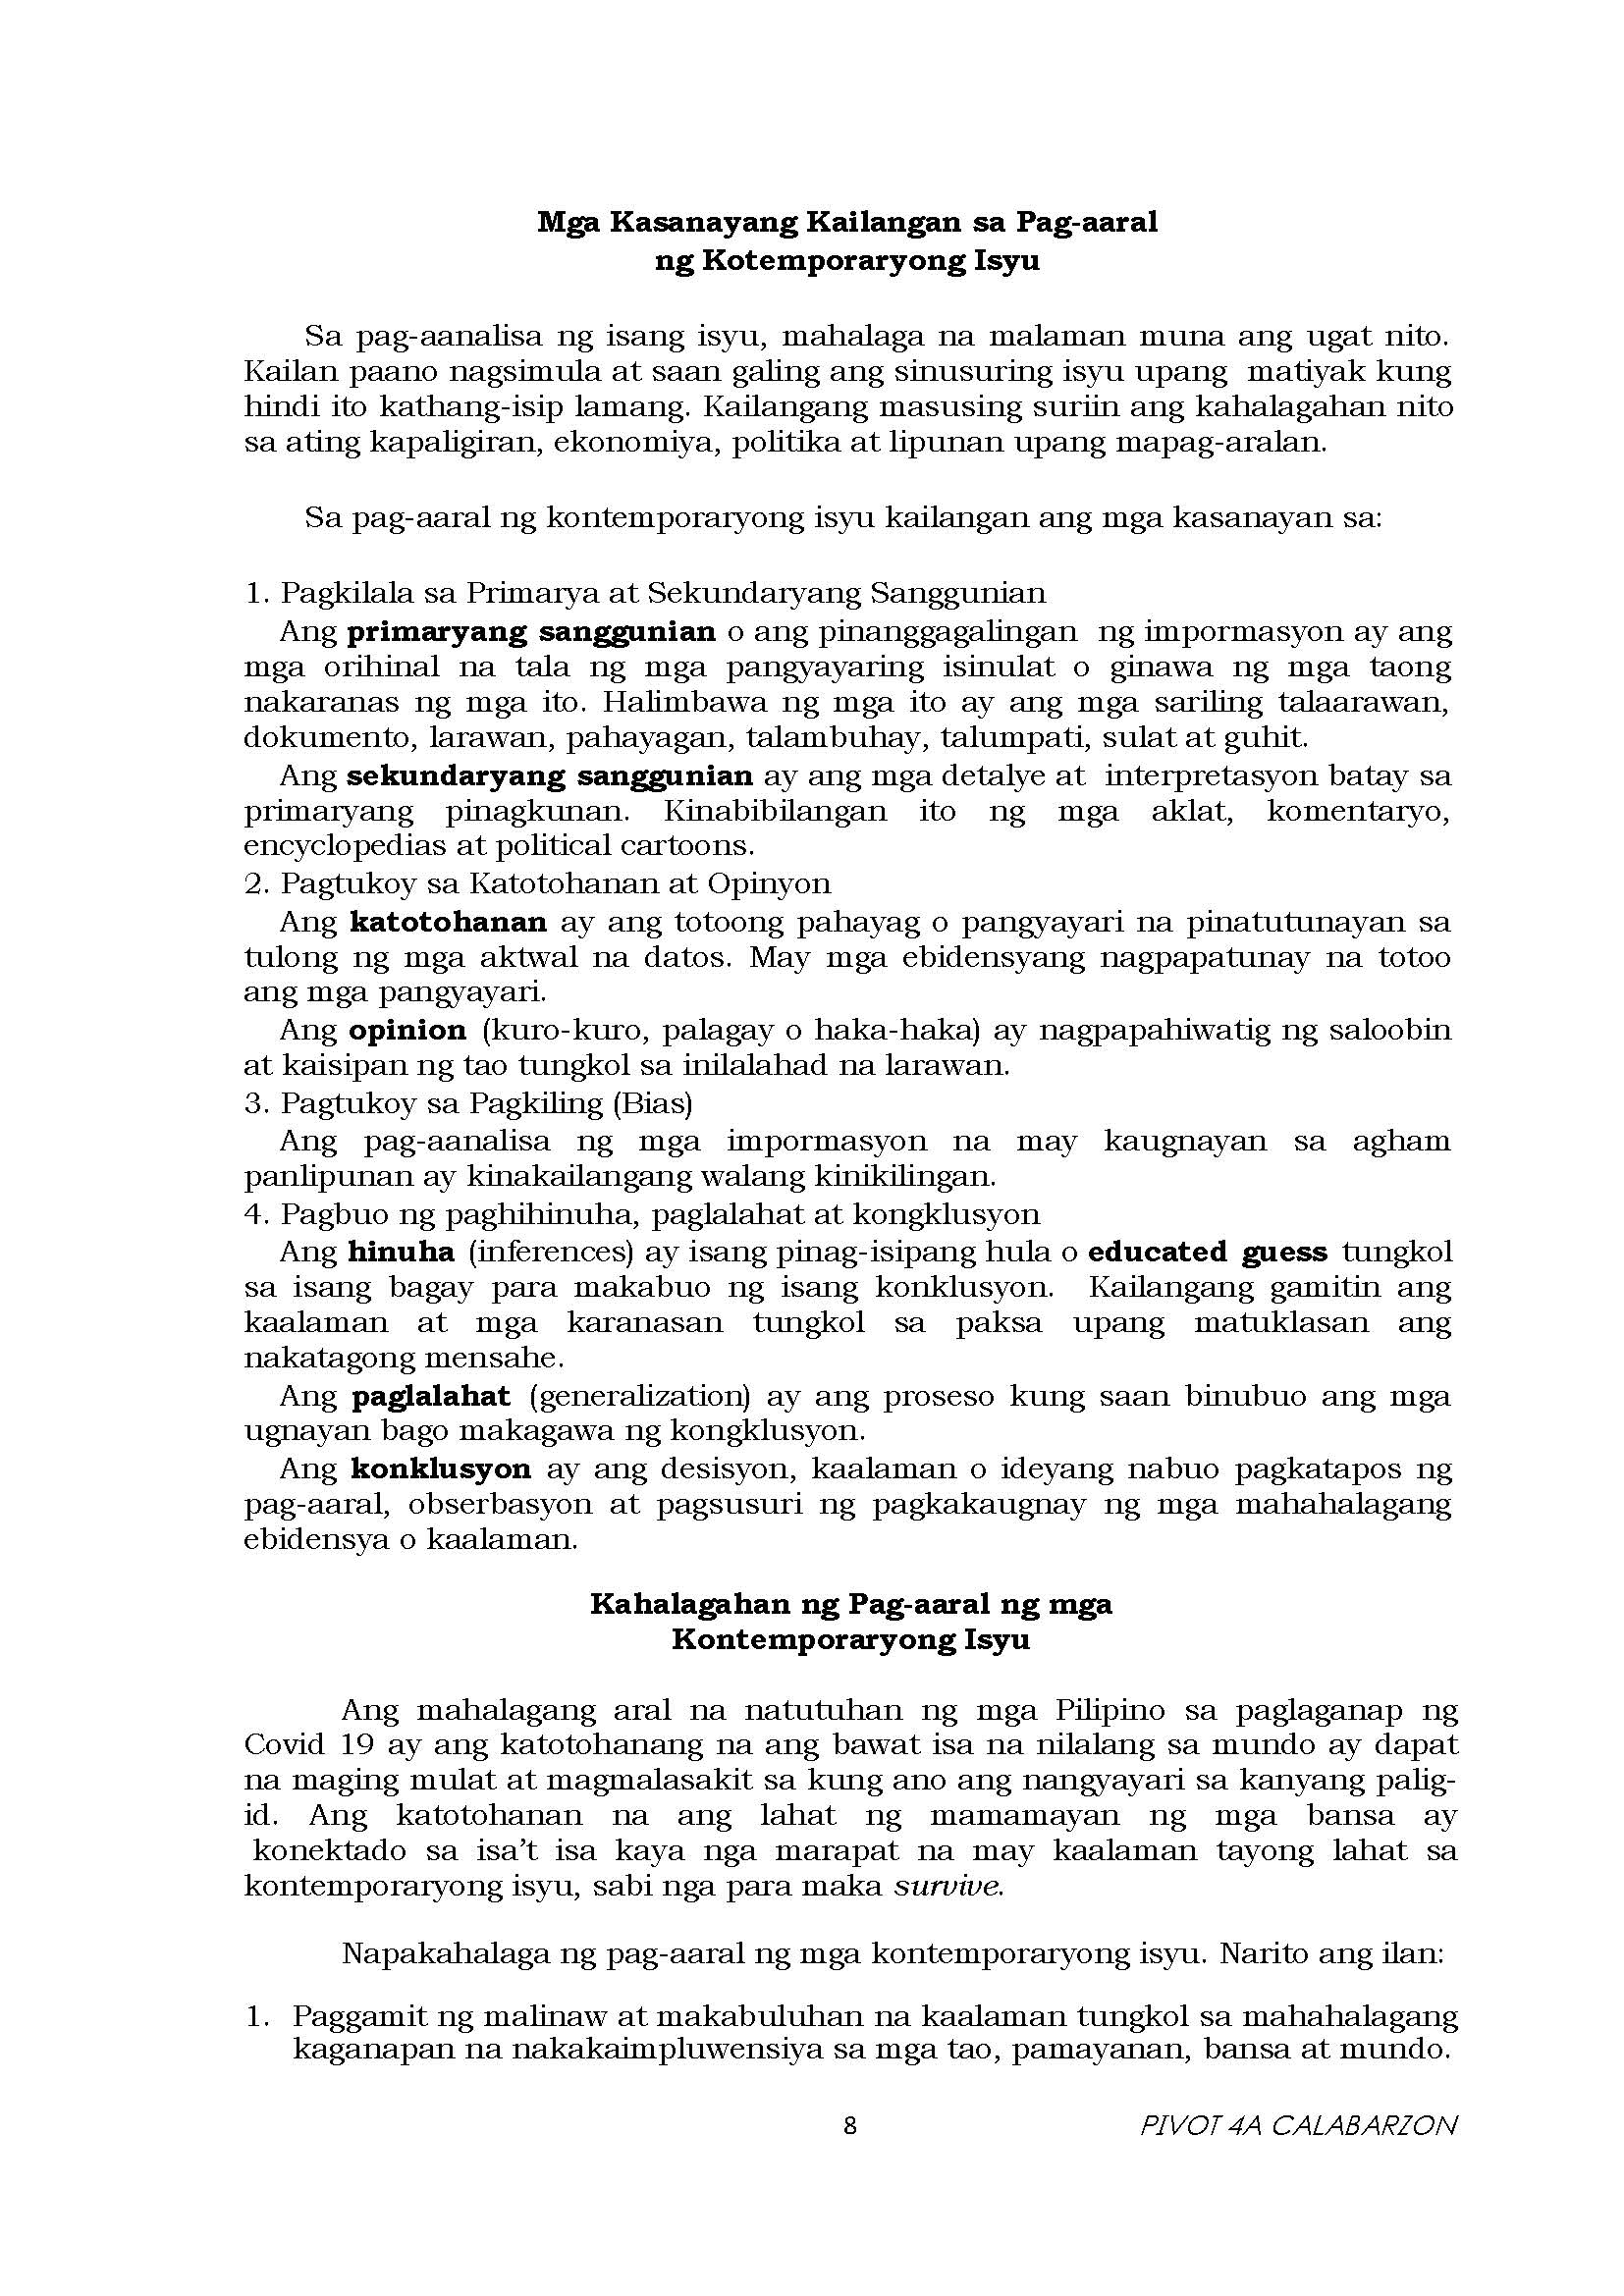 Mga Kasanayang Kailangan sa Pag-aaral
ng Kotemporaryong Isyu
Sa pag-aanalisa ng isang isyu, mahalaga na malaman muna ang ugat nito.
Kailan paano nagsimula at saan galing ang sinusuring isyu upang matiyak kung
hindi ito kathang-isip lamang. Kailangang masusing suriin ang kahalagahan nito
sa ating kapaligiran, ekonomiya, politika at lipunan upang mapag-aralan.
Sa pag-aaral ng kontemporaryong isyu kailangan ang mga kasanayan sa:
1. Pagkilala sa Primarya at Sekundaryang Sanggunian
Ang primaryang sanggunian o ang pinanggagalingan ng impormasyon ay ang
mga orihinal na tala ng mga pangyayaring isinulat o ginawa ng mga taong
nakaranas ng mga ito. Halimbawa ng mga ito ay ang mga sariling talaarawan,
dokumento, larawan, pahayagan, talambuhay, talumpati, sulat at guhit.
Ang sekundaryang sanggunian ay ang mga detalye at interpretasyon batay sa
primaryang pinagkunan. Kinabibilangan ito ng mga aklat, komentaryo,
encyclopedias at political cartoons.
2. Pagtukoy sa Katotohanan at Opinyon
Ang katotohanan ay ang totoong pahayag o pangyayari na pinatutunayan sa
tulong ng mga aktwal na datos. May mga ebidensyang nagpapatunay na totoo
ang mga pangyayari.
Ang opinion (kuro-kuro, palagay o haka-haka) ay nagpapahiwatig ng saloobin
at kaisipan ng tao tungkol sa inilalahad na larawan.
3. Pagtukoy sa Pagkiling (Bias)
Ang pag-aanalisa ng mga impormasyon na may kaugnayan sa agham
panlipunan ay kinakailangang walang kinikilingan.
4. Pagbuo ng paghihinuha, paglalahat at kongklusyon
Ang hinuha (inferences) ay isang pinag-isipang hula o educated guess tungkol
sa isang bagay para makabuo ng isang konklusyon. Kailangang gamitin ang
kaalaman at mga karanasan tungkol sa paksa upang matuklasan ang
nakatagong mensahe.
Ang paglalahat (generalization) ay ang proseso kung saan binubuo ang mga
ugnayan bago makagawa ng kongklusyon.
Ang konklusyon ay ang desisyon, kaalaman o ideyang nabuo pagkatapos ng
pag-aaral, obserbasyon at pagsusuri ng pagkakaugnay ng mga mahahalagang
ebidensya o kaalaman.
Kahalagahan ng Pag-aaral ng mga
Kontemporaryong Isyu
Ang mahalagang aral na natutuhan ng mga Pilipino sa paglaganap ng
Covid 19 ay ang katotohanang na ang bawat isa na nilalang sa mundo ay dapat
na maging mulat at magmalasakit sa kung ano ang nangyayari sa kanyang palig-
id. Ang katotohanan na ang lahat ng mamamayan ng mga bansa ay
konektado sa isa’t isa kaya nga marapat na may kaalaman tayong lahat sa
kontemporaryong isyu, sabi nga para maka survive.
Napakahalaga ng pag-aaral ng mga kontemporaryong isyu. Narito ang ilan:
1. Paggamit ng malinaw at makabuluhan na kaalaman tungkol sa mahahalagang
kaganapan na nakakaimpluwensiya sa mga tao, pamayanan, bansa at mundo.
8 PIVOT 4A CALABARZON